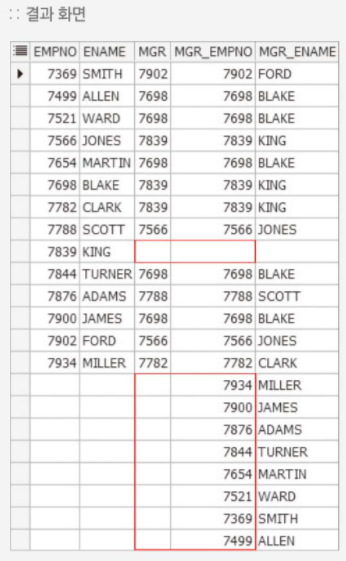 :: 결과 화면
EMPNO ENAME MGR MGR_EMPNO MGR_ENAME
7369 SMITH 7902 7902 FORD
7499 ALLEN 7698 7698 BLAKE
7521 WARD 7698 7698 BLAKE
7566 JONES 7839 7839 KING
7654 MARTIN 7698 7698 BLAKE
7698 BLAKE 7839 7839 KING
7782 CLARK 7839 7839 KING
7788 SCOTT 7566 7566 JONES
7839 KING
7844 TURNER 7698 7698 BLAKE
7876 ADAMS 7788 7788 SCOTT
7900 JAMES 7698 7698 BLAKE
7902 FORD 7566 7566 JONES
7934 MILLER 7782 7782 CLARK
7934 MILLER
7900 JAMES
7876 ADAMS
7844 TURNER
7654 MARTIN
7521 WARD
7369 SMITH
7499 ALLEN